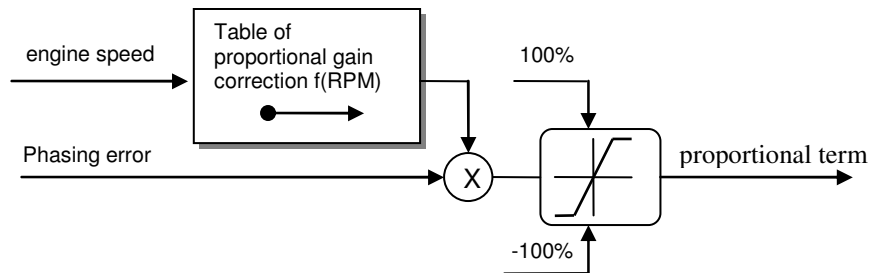 engine speed
Table of
proportional gain
correction f(RPM)
100%
Phasing error
X
proportional term
-100%